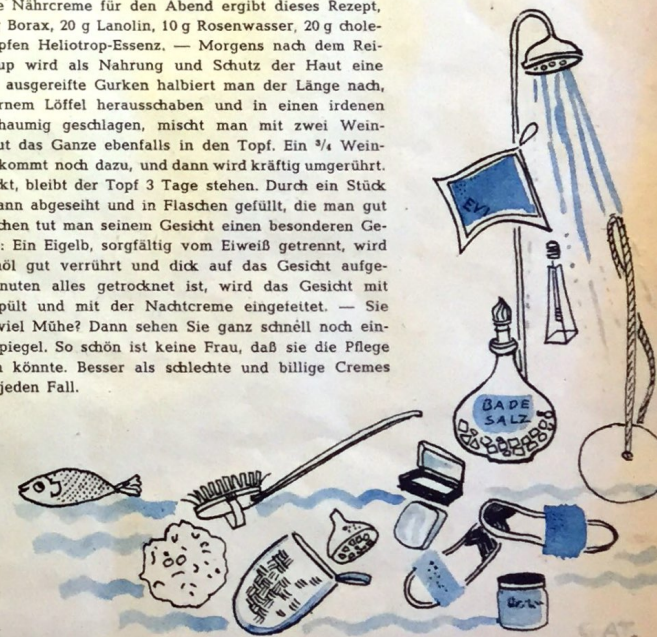 e Nährcreme für den Abend ergibt dieses Rezept,
Borax, 20 g Lanolin, 10 g Rosenwasser, 20 g chole-
pfen Heliotrop-Essenz. — Morgens nach dem Rei-
up wird als Nahrung und Schutz der Haut eine
ausgereifte Gurken halbiert man der Länge nach,
rnem Löffel herausschaben und in einen irdenen
haumig geschlagen, mischt man mit zwei Wein-
ut das Ganze ebenfalls in den Topf. Ein ³/₄ Wein-
kommt noch dazu, und dann wird kräftig umgerührt.
kt, bleibt der Topf 3 Tage stehen. Durch ein Stück
ann abgeseiht und in Flaschen gefüllt, die man gut
chen tut man seinem Gesicht einen besonderen Ge-
: Ein Eigelb, sorgfältig vom Eiweiß getrennt, wird
nöl gut verrührt und dick auf das Gesicht aufge-
nuten alles getrocknet ist, wird das Gesicht mit
pült und mit der Nachtcreme eingefeitet. — Sie
viel Mühe? Dann sehen Sie ganz schnell noch ein-
piegel. So schön ist keine Frau, daß sie die Pflege
n könnte. Besser als schlechte und billige Cremes
jeden Fall.
BADE
SALZ